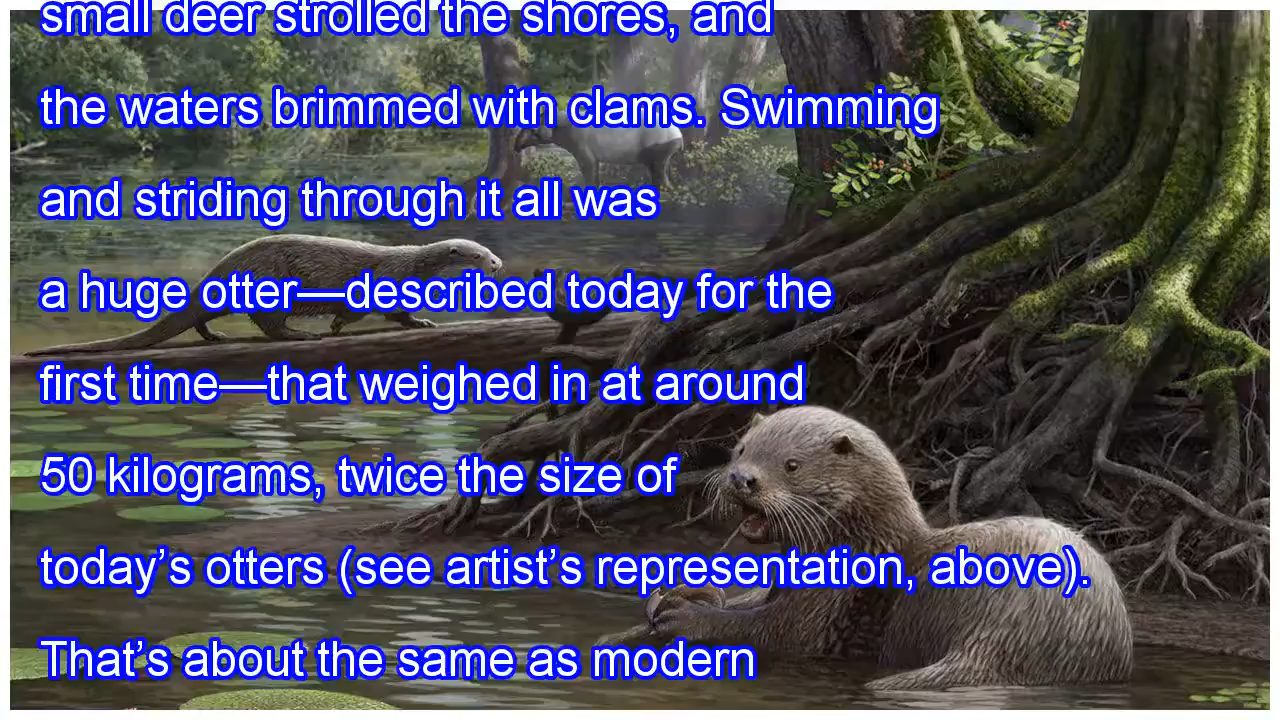 small deer strolled the shores, and
the waters brimmed with clams. Swimming
and striding through it all was
a huge otter—described today for the
first time—that weighed in at around
50 kilograms, twice the size of
today’s otters (see artist’s representation, above).
That’s about the same as modern